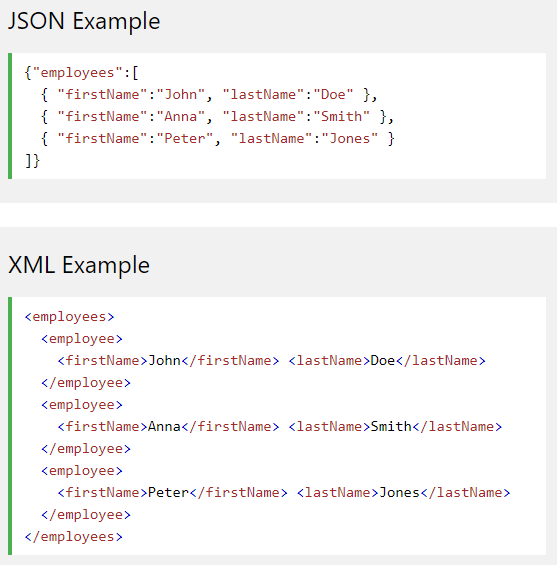 JSON Example
{"employees":[
  { "firstName":"John", "lastName":"Doe" },
  { "firstName":"Anna", "lastName":"Smith" },
  { "firstName":"Peter", "lastName":"Jones" }
]}
XML Example
<employees>
  <employee>
    <firstName>John</firstName> <lastName>Doe</lastName>
  </employee>
  <employee>
    <firstName>Anna</firstName> <lastName>Smith</lastName>
  </employee>
  <employee>
    <firstName>Peter</firstName> <lastName>Jones</lastName>
  </employee>
</employees>